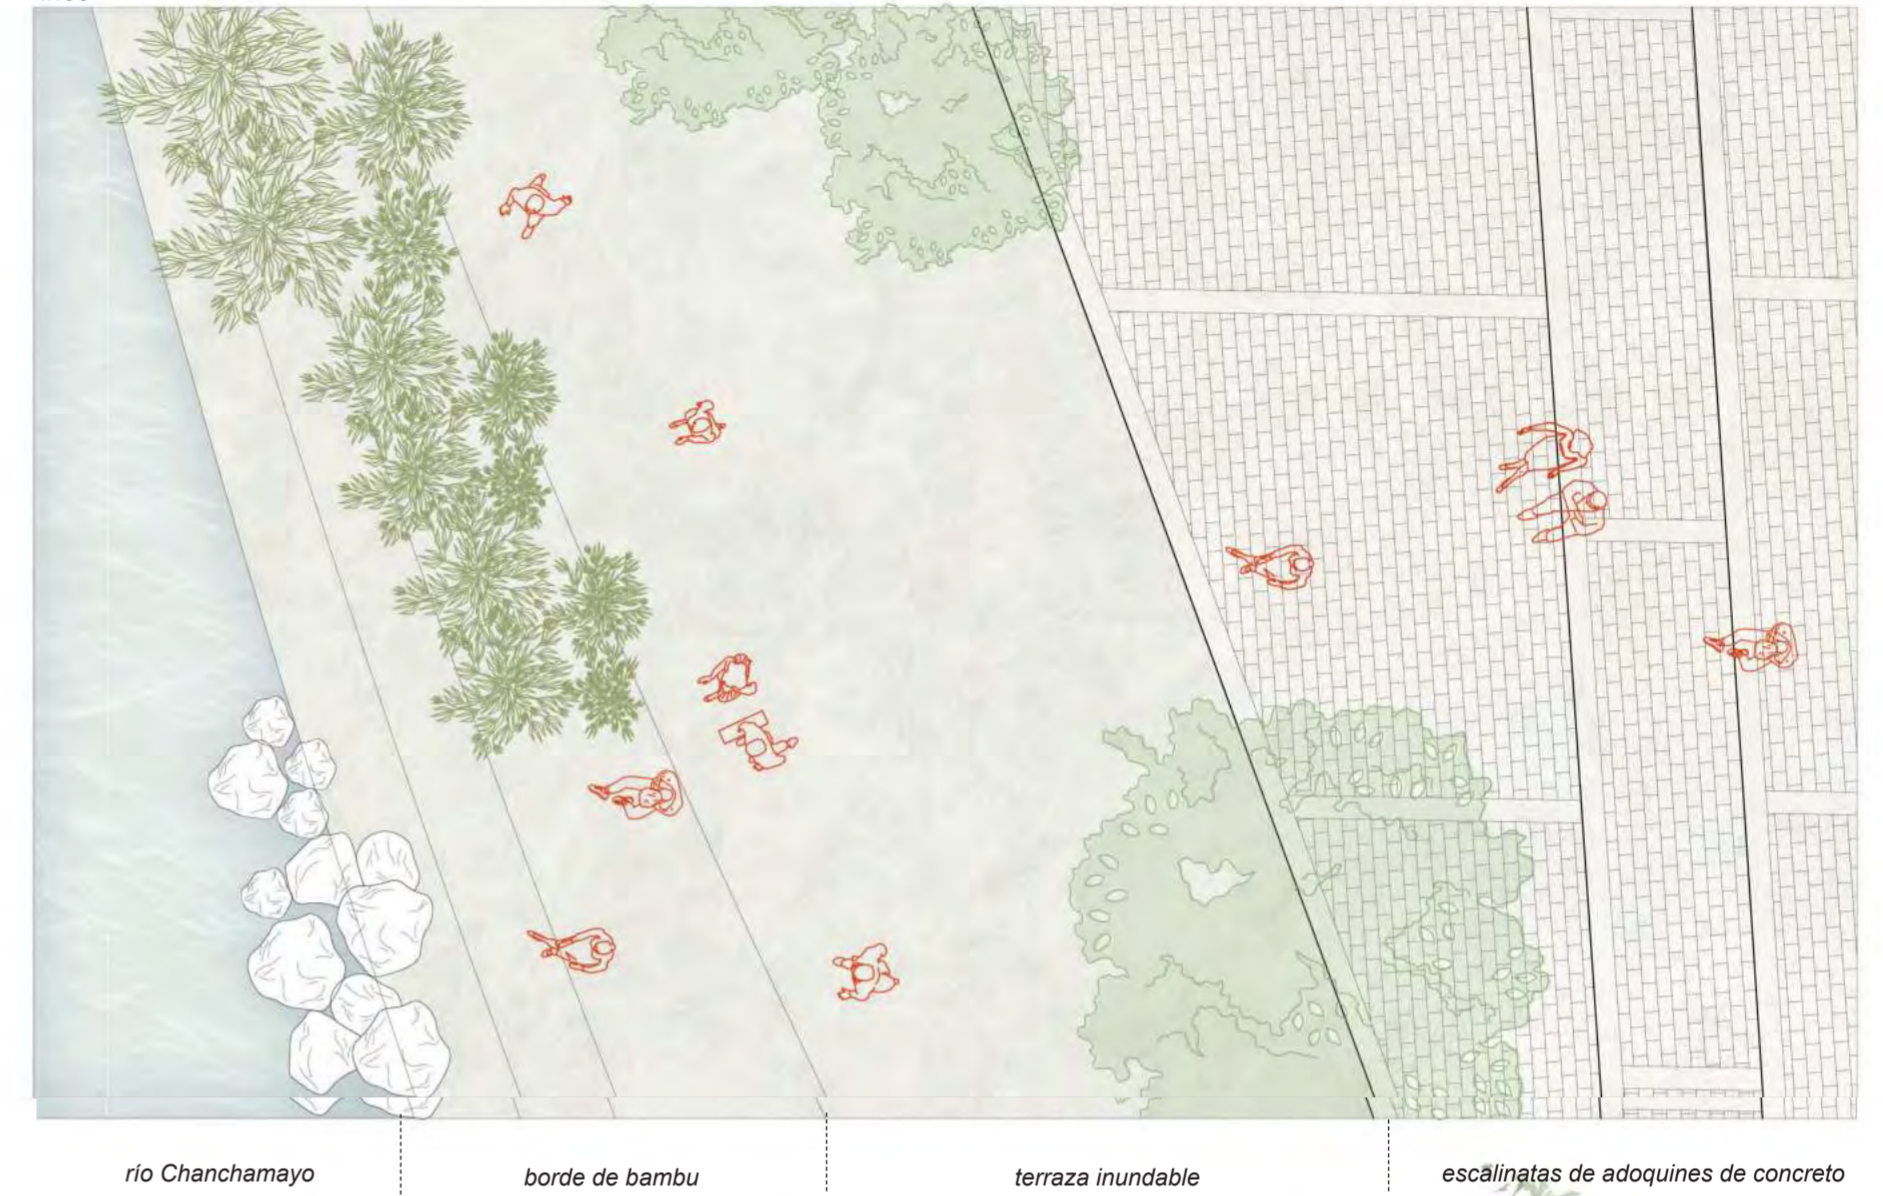 río Chanchamayo
borde de bambu
terraza inundable
escalinatas de adoquines de concreto